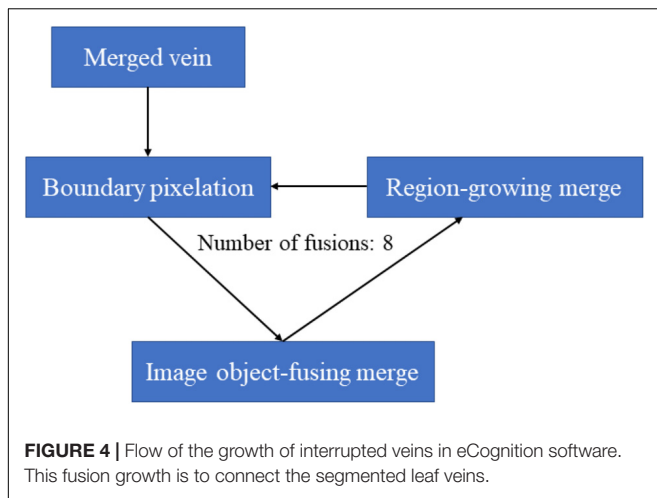 Merged vein
Boundary pixelation
Region-growing merge
Number of fusions: 8
Image object-fusing merge
FIGURE 4 | Flow of the growth of interrupted veins in eCognition software.
This fusion growth is to connect the segmented leaf veins.